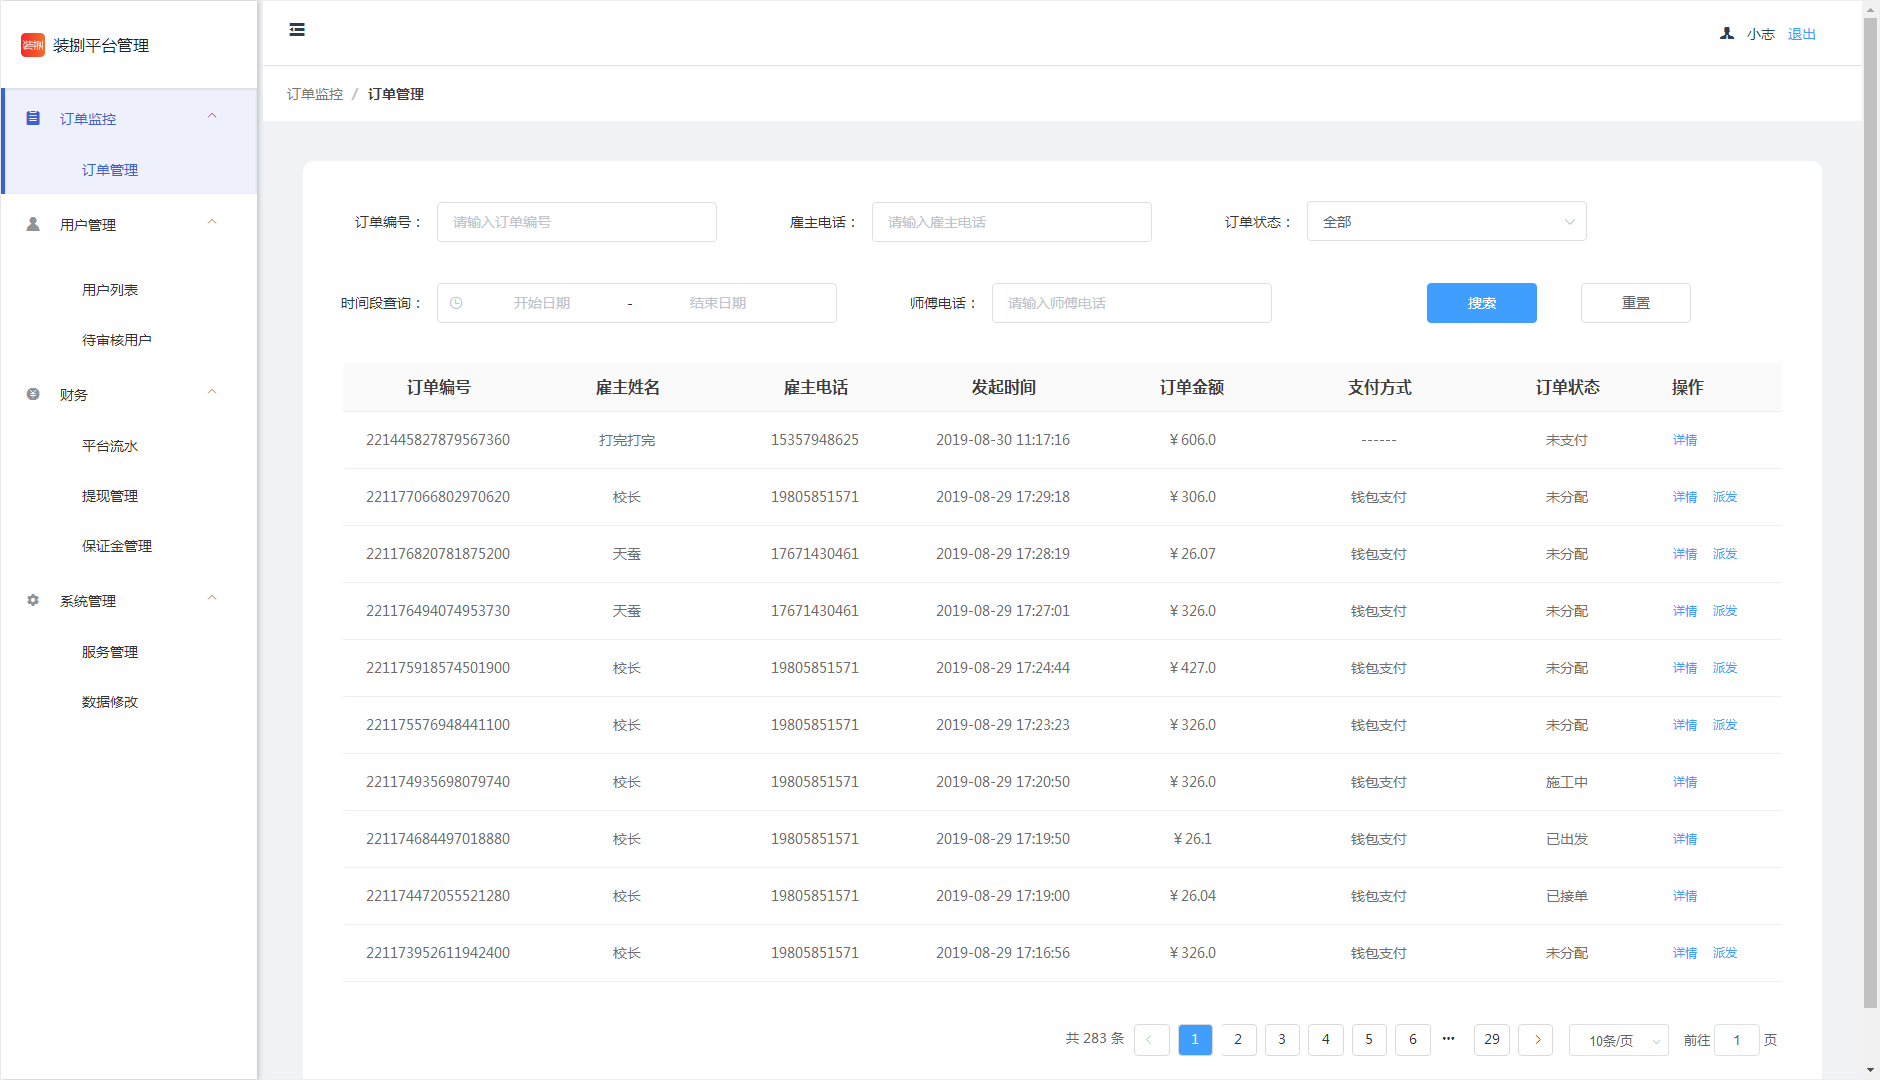 装捌 装捌平台管理
小志 退出
订单监控 / 订单管理
订单监控
订单管理
用户管理
用户列表
待审核用户
财务
平台流水
提现管理
保证金管理
系统管理
服务管理
数据修改
订单编号： 请输入订单编号 雇主电话： 请输入雇主电话 订单状态： 全部
时间段查询： 开始日期 - 结束日期 师傅电话： 请输入师傅电话 搜索 重置
订单编号 雇主姓名 雇主电话 发起时间 订单金额 支付方式 订单状态 操作
221445827879567360 打完打完 15357948625 2019-08-30 11:17:16 ￥606.0 ------ 未支付 详情
221177066802970620 校长 19805851571 2019-08-29 17:29:18 ￥306.0 钱包支付 未分配 详情 派发
221176820781875200 天蚕 17671430461 2019-08-29 17:28:19 ￥26.07 钱包支付 未分配 详情 派发
221176494074953730 天蚕 17671430461 2019-08-29 17:27:01 ￥326.0 钱包支付 未分配 详情 派发
221175918574501900 校长 19805851571 2019-08-29 17:24:44 ￥427.0 钱包支付 未分配 详情 派发
221175576948441100 校长 19805851571 2019-08-29 17:23:23 ￥326.0 钱包支付 未分配 详情 派发
221174935698079740 校长 19805851571 2019-08-29 17:20:50 ￥326.0 钱包支付 施工中 详情
221174684497018880 校长 19805851571 2019-08-29 17:19:50 ￥26.1 钱包支付 已出发 详情
221174472055521280 校长 19805851571 2019-08-29 17:19:00 ￥26.04 钱包支付 已接单 详情
221173952611942400 校长 19805851571 2019-08-29 17:16:56 ￥326.0 钱包支付 未分配 详情 派发
共 283 条 1 2 3 4 5 6 ••• 29 10条/页 前往 1 页